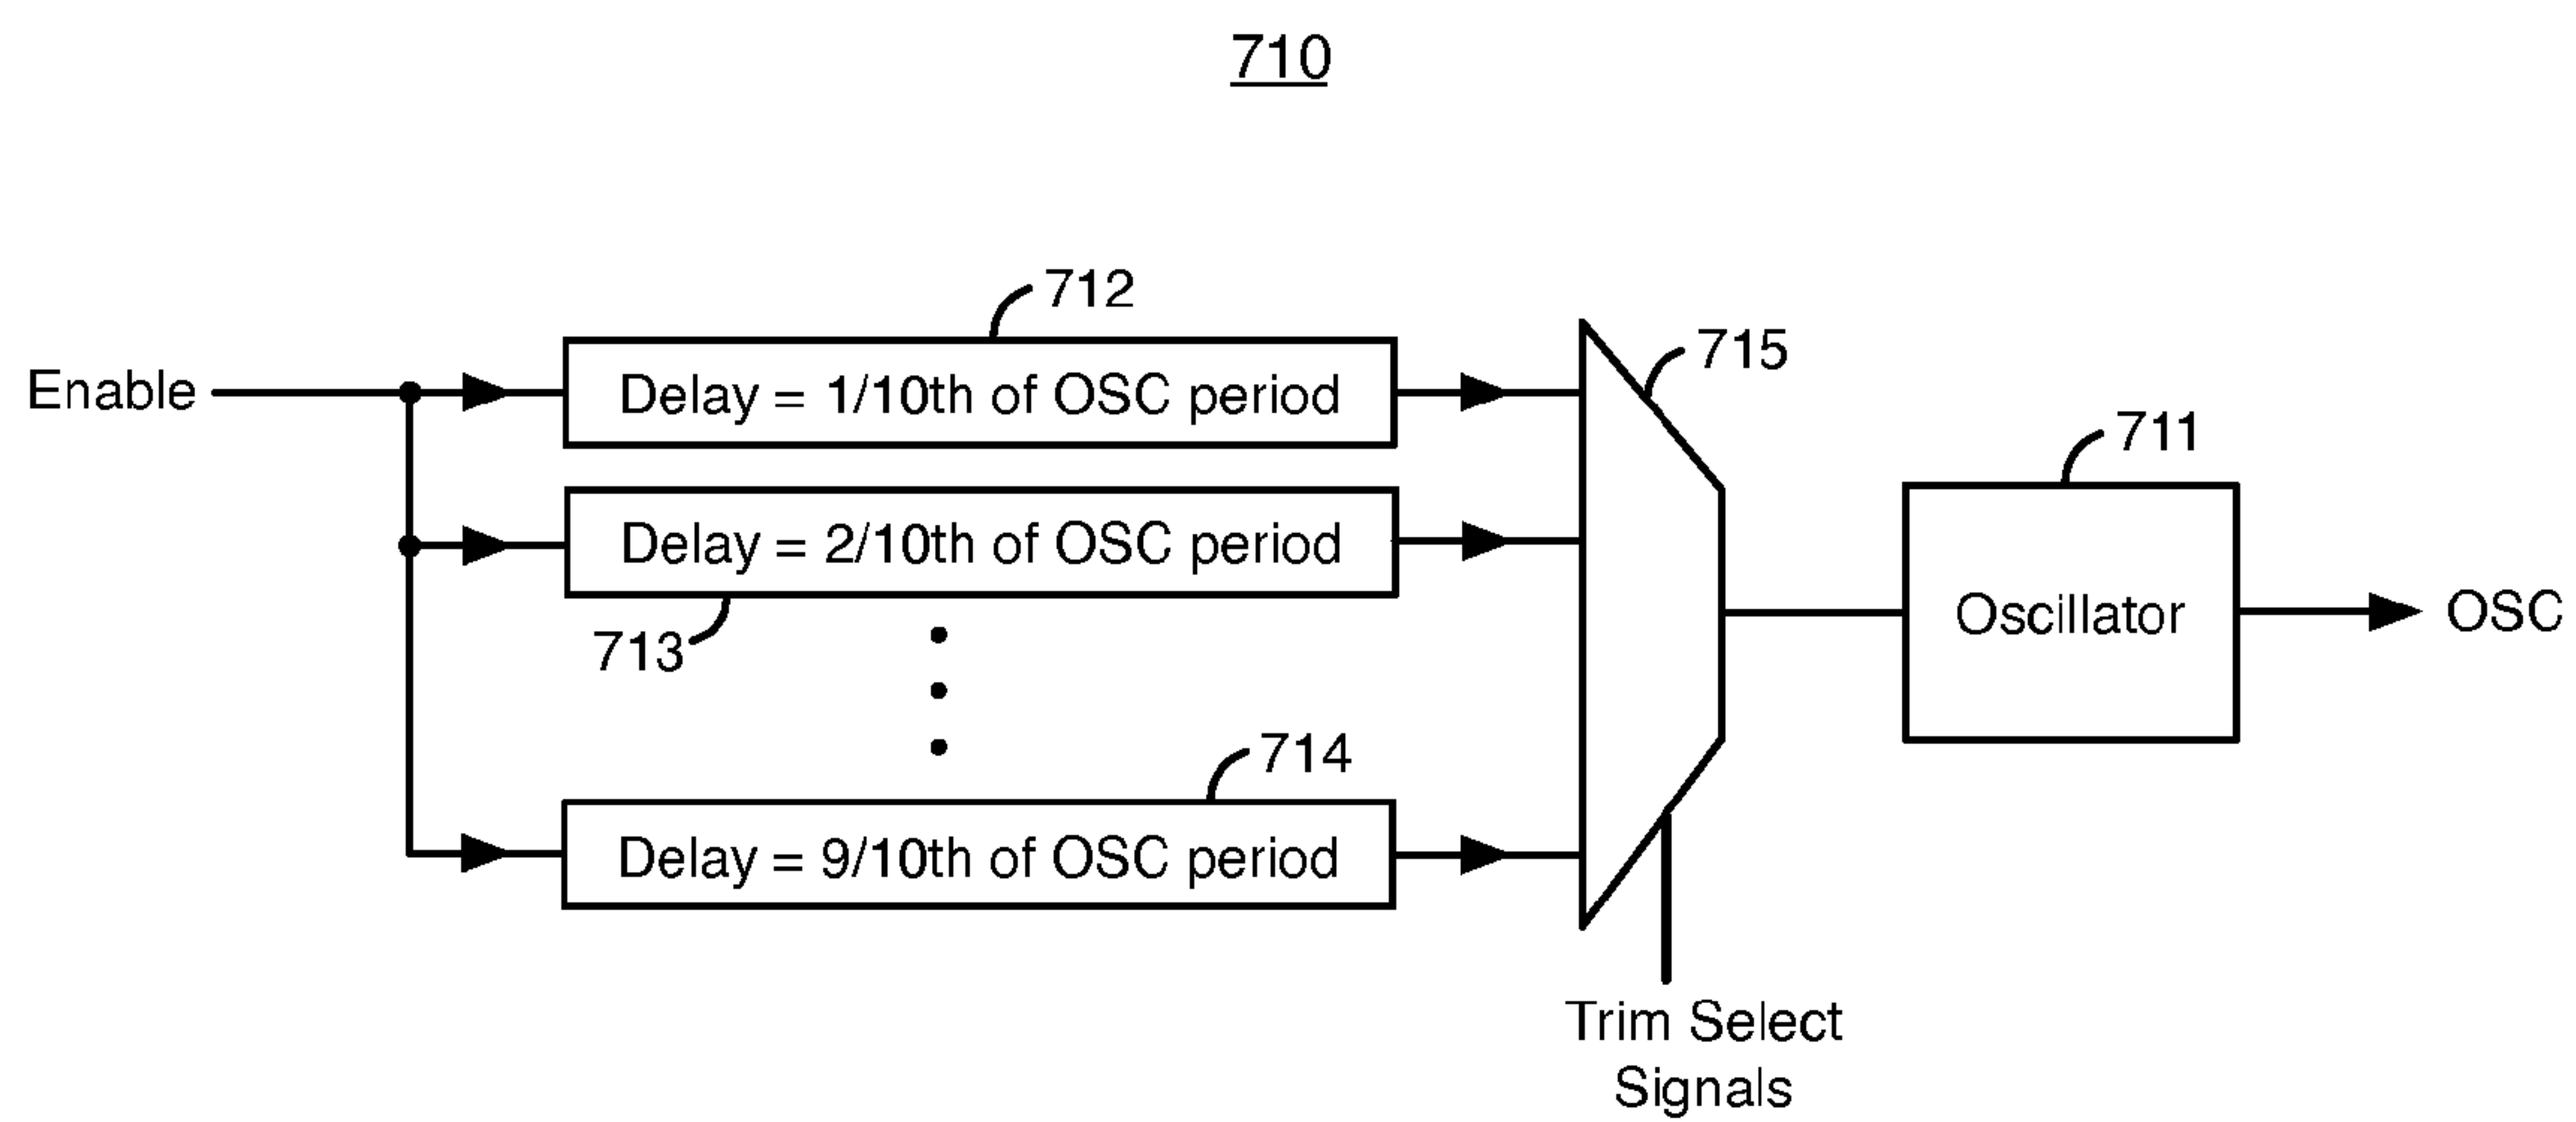 710
712
715
Enable
Delay = 1/10th of OSC period
711
Delay = 2/10th of OSC period
Oscillator
OSC
713
714
Delay = 9/10th of OSC period
Trim Select
Signals